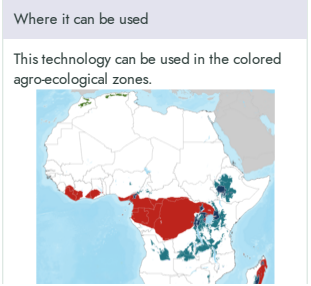 Where it can be used
This technology can be used in the colored
agro-ecological zones.